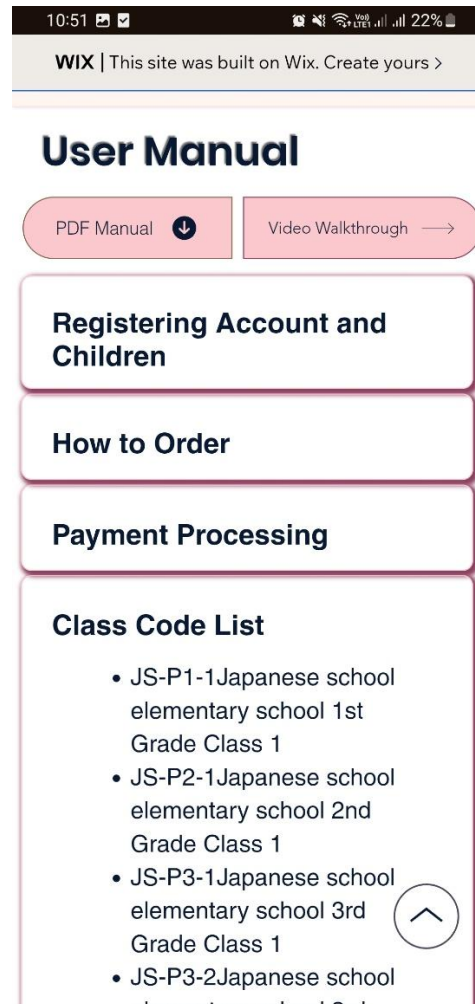 10:51 22%
WIX | This site was built on Wix. Create yours >
User Manual
PDF Manual
Video Walkthrough
Registering Account and
Children
How to Order
Payment Processing
Class Code List
• JS-P1-1Japanese school
elementary school 1st
Grade Class 1
• JS-P2-1Japanese school
elementary school 2nd
Grade Class 1
• JS-P3-1Japanese school
elementary school 3rd
Grade Class 1
• JS-P3-2Japanese school